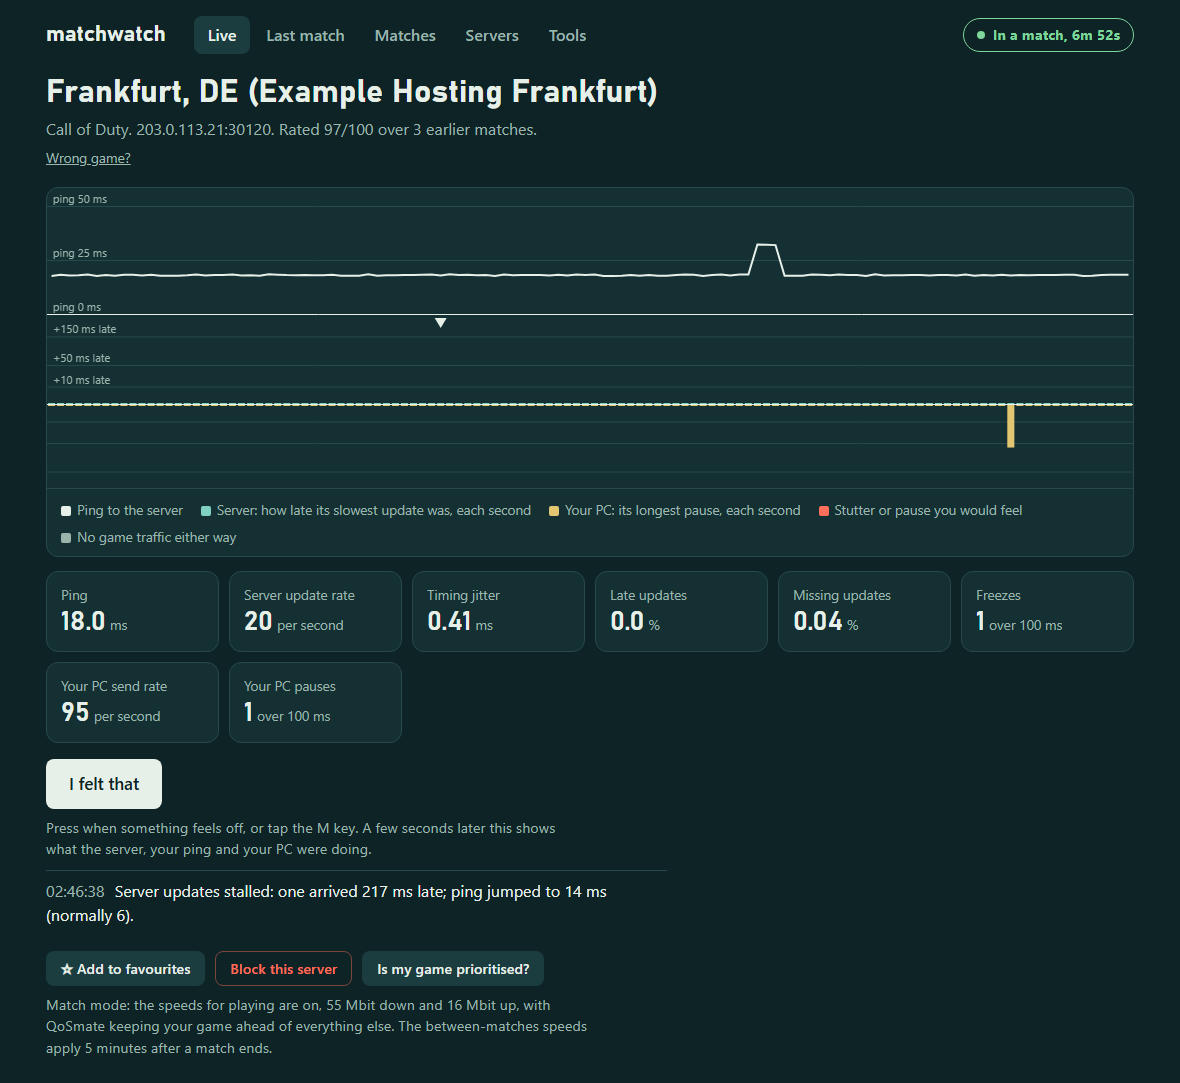 matchwatch
Live
Last match
Matches
Servers
Tools
In a match, 6m 52s
Frankfurt, DE (Example Hosting Frankfurt)
Call of Duty. 203.0.113.21:30120. Rated 97/100 over 3 earlier matches.
Wrong game?
ping 50 ms
ping 25 ms
ping 0 ms
+150 ms late
+50 ms late
+10 ms late
Ping to the server
Server: how late its slowest update was, each second
Your PC: its longest pause, each second
Stutter or pause you would feel
No game traffic either way
Ping
18.0 ms
Server update rate
20 per second
Timing jitter
0.41 ms
Late updates
0.0 %
Missing updates
0.04 %
Freezes
1 over 100 ms
Your PC send rate
95 per second
Your PC pauses
1 over 100 ms
I felt that
Press when something feels off, or tap the M key. A few seconds later this shows
what the server, your ping and your PC were doing.
02:46:38 Server updates stalled: one arrived 217 ms late; ping jumped to 14 ms
(normally 6).
☆ Add to favourites
Block this server
Is my game prioritised?
Match mode: the speeds for playing are on, 55 Mbit down and 16 Mbit up, with
QoSmate keeping your game ahead of everything else. The between-matches speeds
apply 5 minutes after a match ends.